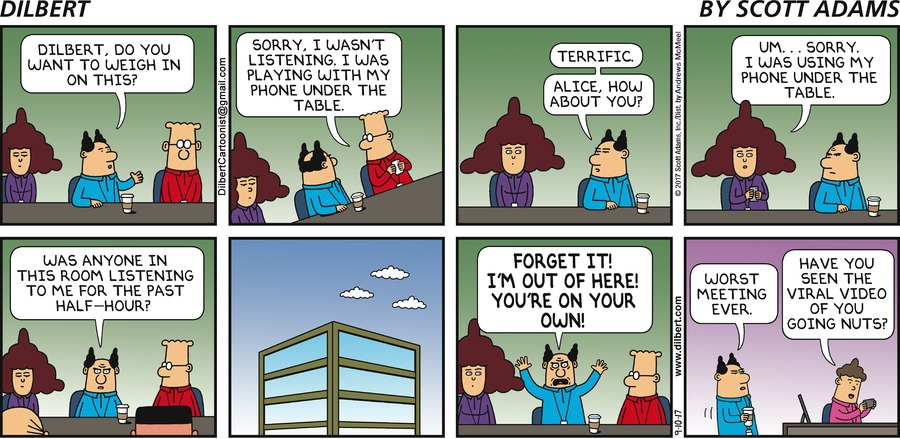 DILBERT
BY SCOTT ADAMS
DILBERT, DO YOU
WANT TO WEIGH IN
ON THIS?
DilbertCartoonist@gmail.com
SORRY, I WASN'T
LISTENING. I WAS
PLAYING WITH MY
PHONE UNDER THE
TABLE.
TERRIFIC.
ALICE, HOW
ABOUT YOU?
© 2017 Scott Adams, Inc./Dist. by Andrews McMeel
UM. . . SORRY.
I WAS USING MY
PHONE UNDER THE
TABLE.
WAS ANYONE IN
THIS ROOM LISTENING
TO ME FOR THE PAST
HALF-HOUR?
FORGET IT!
I'M OUT OF HERE!
YOU'RE ON YOUR
OWN!
9-10-17
www.dilbert.com
WORST
MEETING
EVER.
HAVE YOU
SEEN THE
VIRAL VIDEO
OF YOU
GOING NUTS?